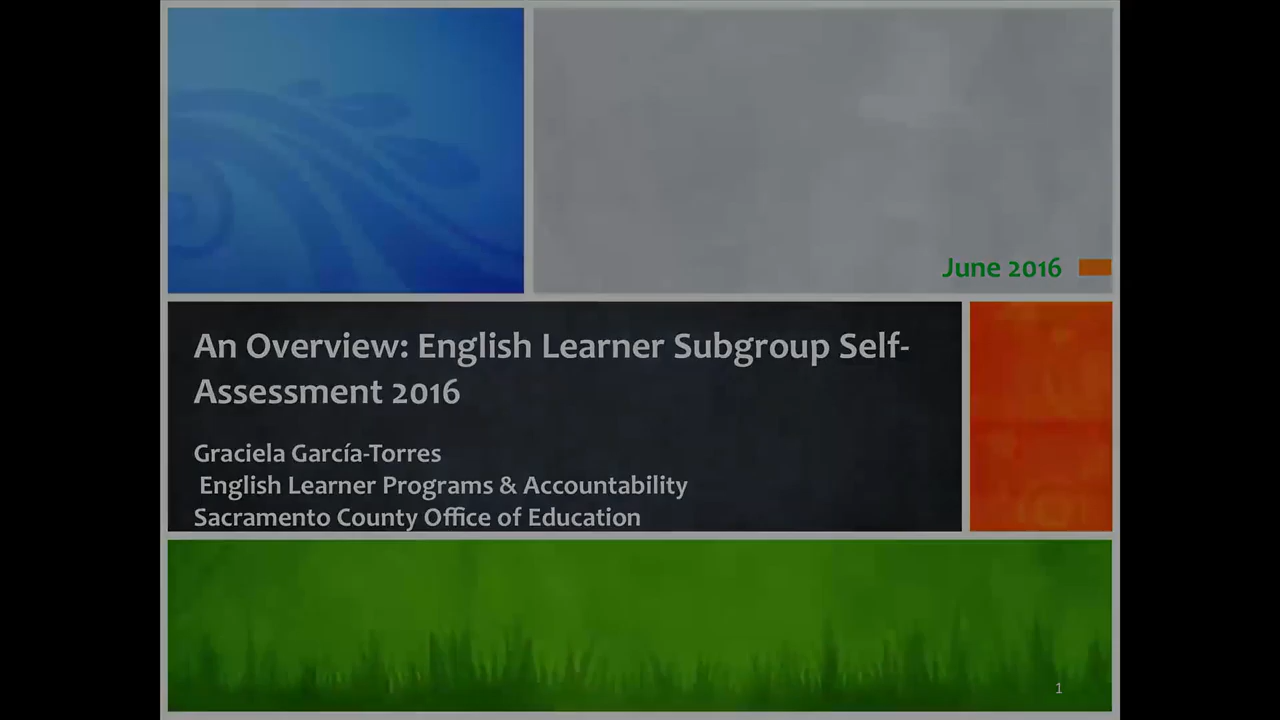 June 2016
An Overview: English Learner Subgroup Self-
Assessment 2016
Graciela García-Torres
English Learner Programs & Accountability
Sacramento County Office of Education
1